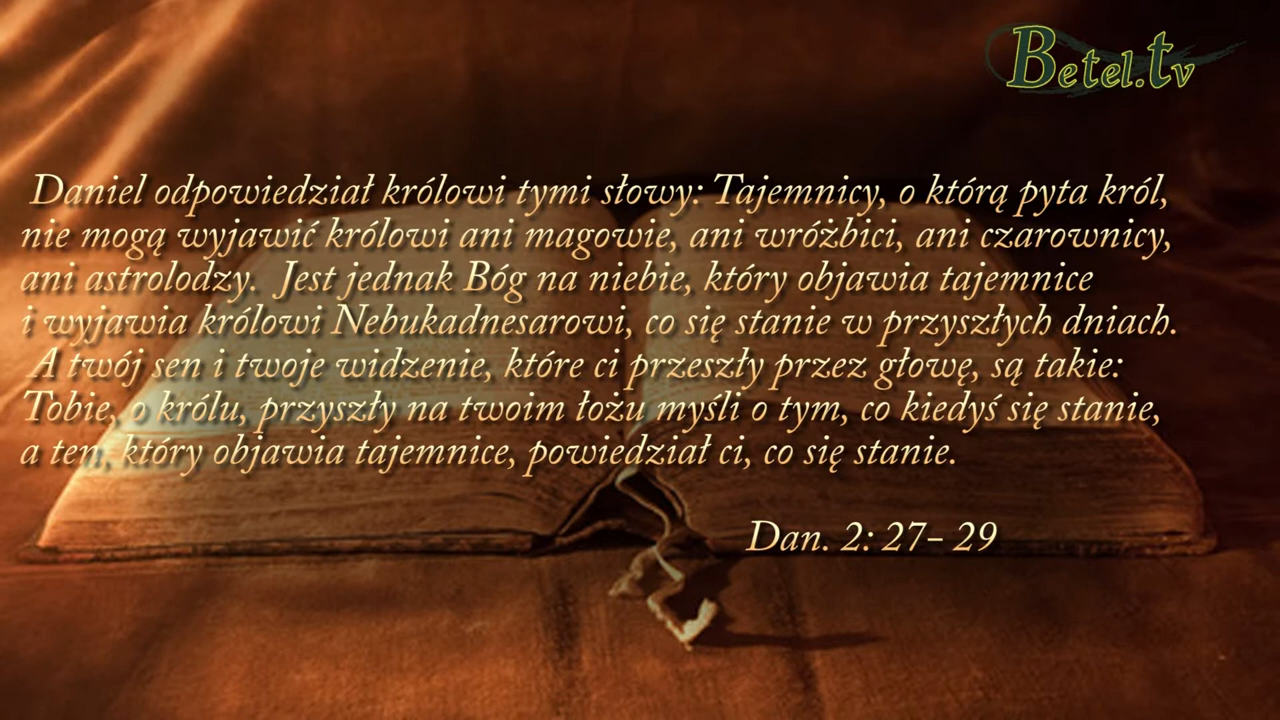 Betel.tv
Daniel odpowiedział królowi tymi słowy: Tajemnicy, o którą pyta król,
nie mogą wyjawić królowi ani magowie, ani wróżbici, ani czarownicy,
ani astrolodzy. Jest jednak Bóg na niebie, który objawia tajemnice
i wyjawia królowi Nebukadnesarowi, co się stanie w przyszłych dniach.
A twój sen i twoje widzenie, które ci przeszły przez głowę, są takie:
Tobie, o królu, przyszły na twoim łożu myśli o tym, co kiedyś się stanie,
a ten, który objawia tajemnice, powiedział ci, co się stanie.
Dan. 2: 27- 29